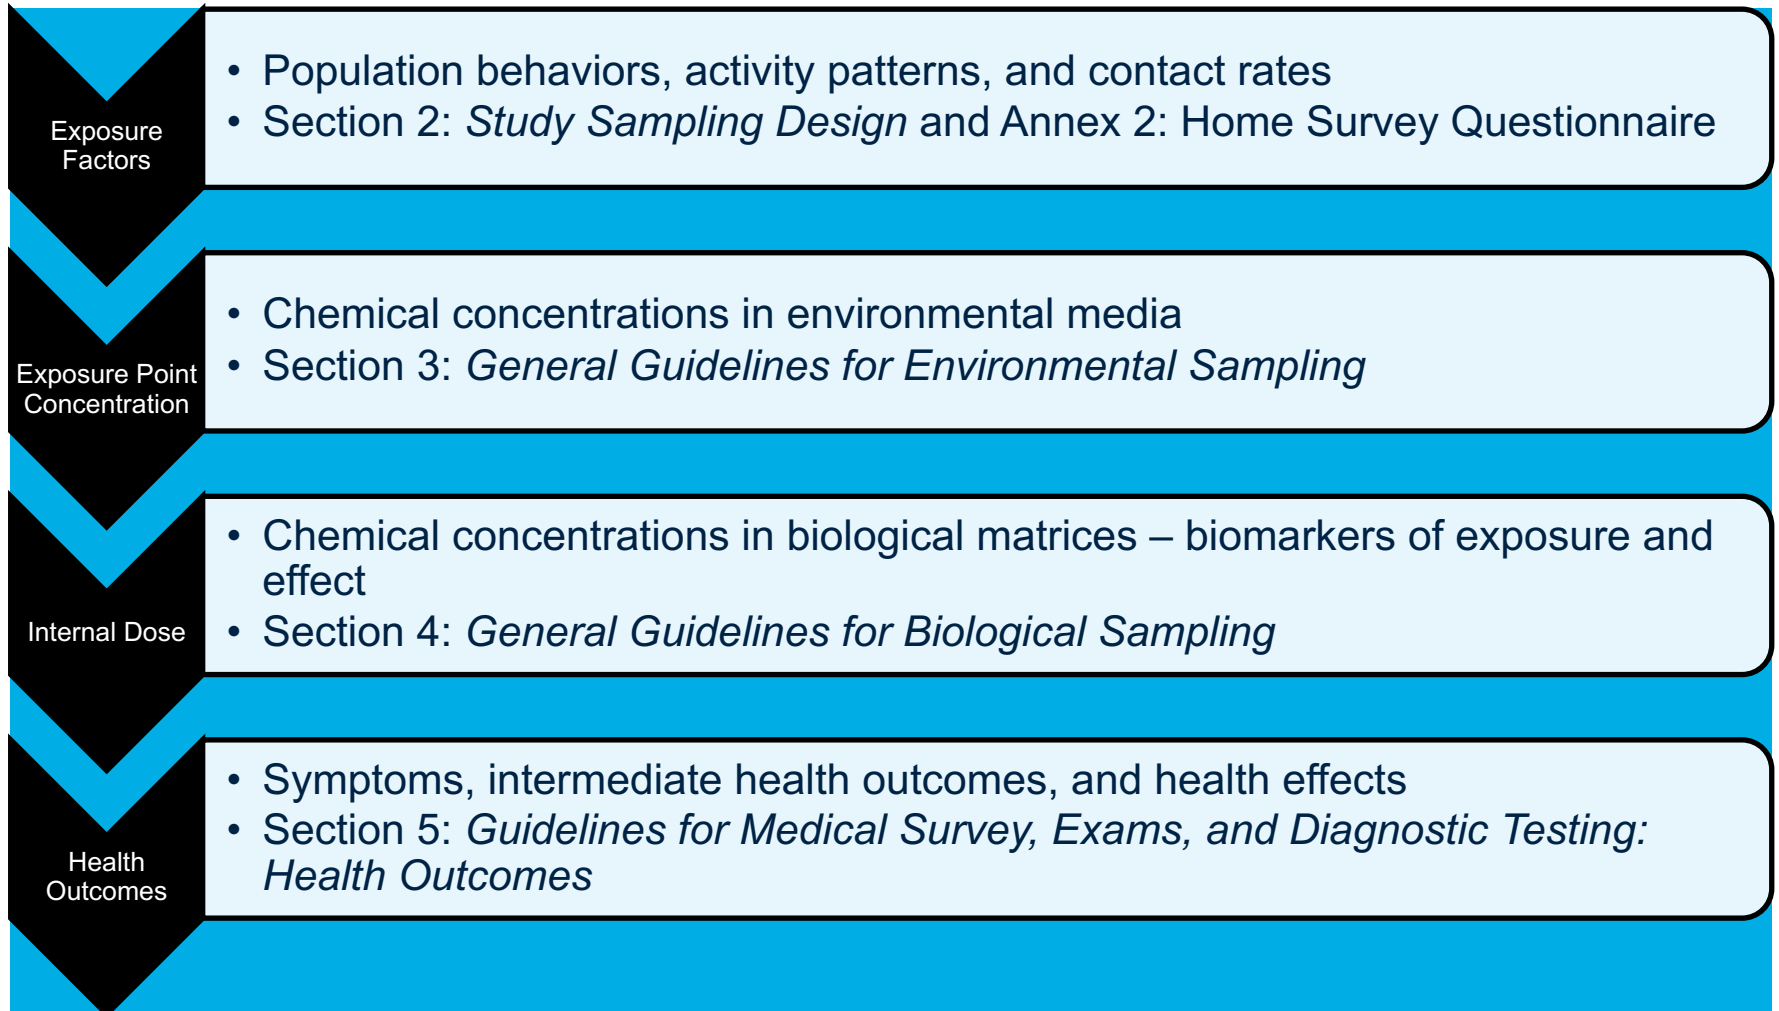 Exposure
Factors
• Population behaviors, activity patterns, and contact rates
• Section 2: Study Sampling Design and Annex 2: Home Survey Questionnaire
Exposure Point
Concentration
• Chemical concentrations in environmental media
• Section 3: General Guidelines for Environmental Sampling
Internal Dose
• Chemical concentrations in biological matrices – biomarkers of exposure and
effect
• Section 4: General Guidelines for Biological Sampling
Health
Outcomes
• Symptoms, intermediate health outcomes, and health effects
• Section 5: Guidelines for Medical Survey, Exams, and Diagnostic Testing:
Health Outcomes